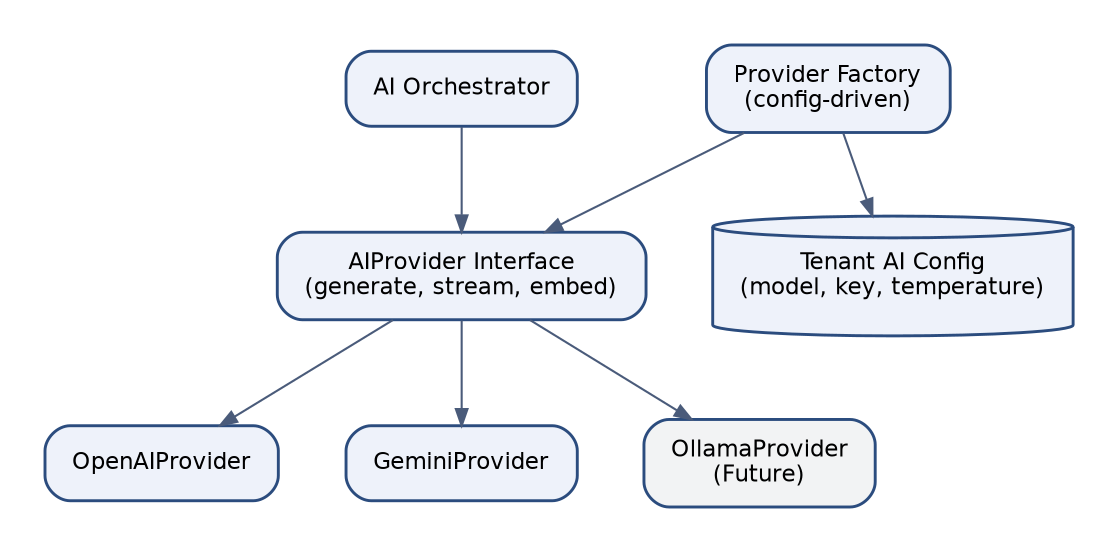 AI Orchestrator
Provider Factory
(config-driven)
AIProvider Interface
(generate, stream, embed)
Tenant AI Config
(model, key, temperature)
OpenAIProvider
GeminiProvider
OllamaProvider
(Future)